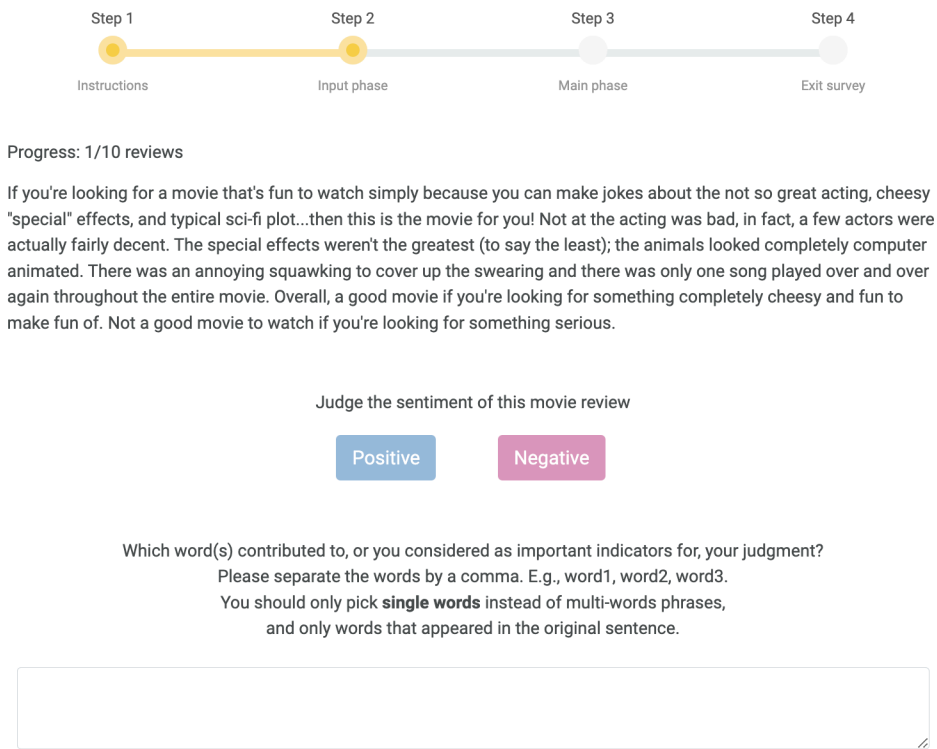 Step 1 Step 2 Step 3 Step 4
Instructions Input phase Main phase Exit survey
Progress: 1/10 reviews
If you're looking for a movie that's fun to watch simply because you can make jokes about the not so great acting, cheesy
"special" effects, and typical sci-fi plot...then this is the movie for you! Not at the acting was bad, in fact, a few actors were
actually fairly decent. The special effects weren't the greatest (to say the least); the animals looked completely computer
animated. There was an annoying squawking to cover up the swearing and there was only one song played over and over
again throughout the entire movie. Overall, a good movie if you're looking for something completely cheesy and fun to
make fun of. Not a good movie to watch if you're looking for something serious.
Judge the sentiment of this movie review
Positive Negative
Which word(s) contributed to, or you considered as important indicators for, your judgment?
Please separate the words by a comma. E.g., word1, word2, word3.
You should only pick single words instead of multi-words phrases,
and only words that appeared in the original sentence.